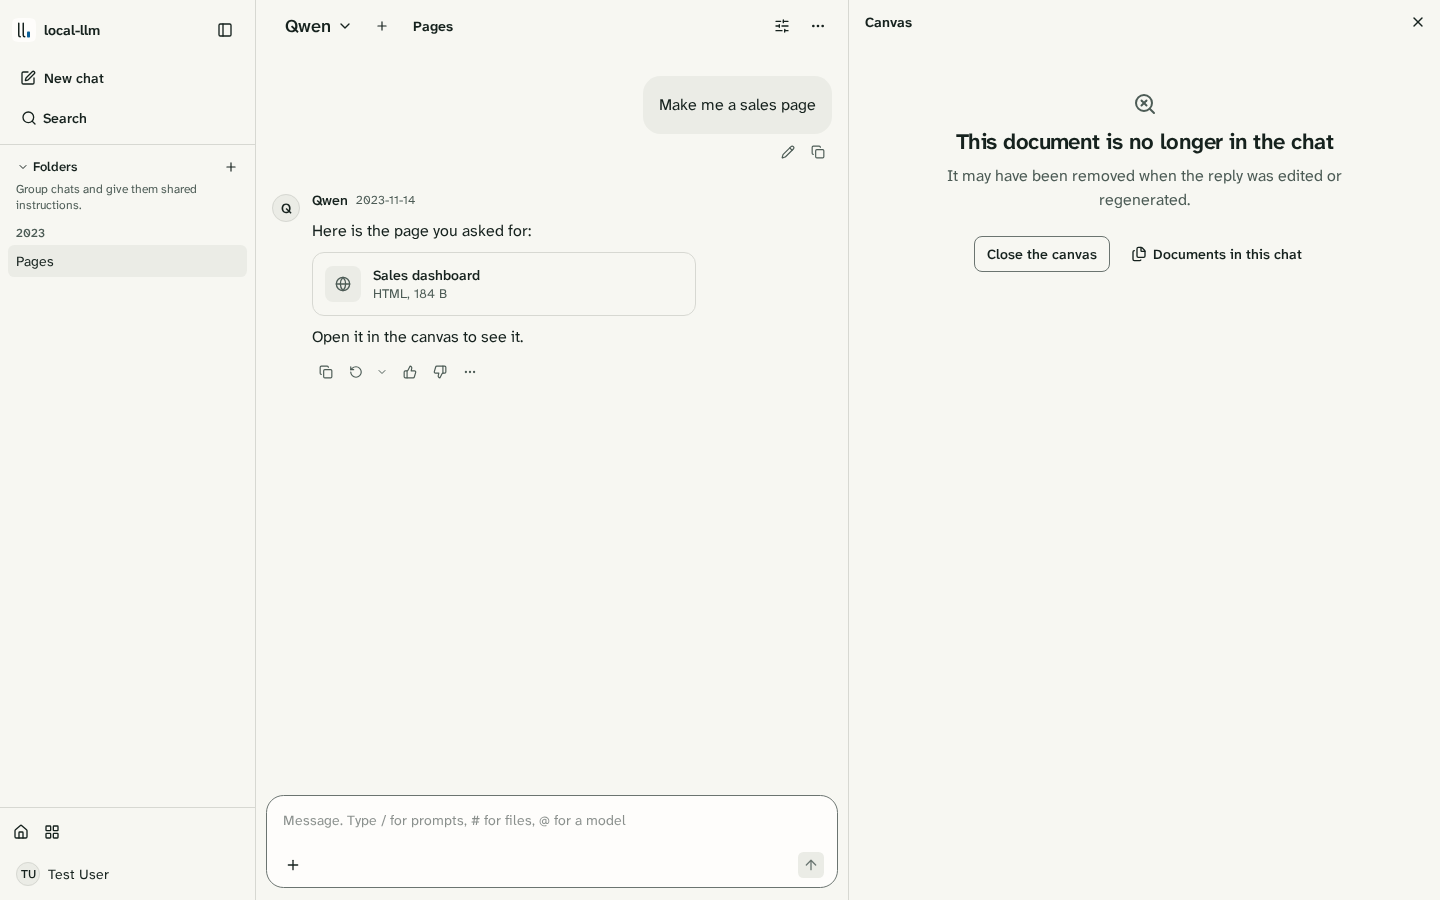 local-llm
New chat
Search
Folders
Group chats and give them shared
instructions.
2023
Pages
TU
Test User
Qwen
Pages
Make me a sales page
Q
Qwen 2023-11-14
Here is the page you asked for:
Sales dashboard
HTML, 184 B
Open it in the canvas to see it.
Message. Type / for prompts, # for files, @ for a model
Canvas
This document is no longer in the chat
It may have been removed when the reply was edited or
regenerated.
Close the canvas
Documents in this chat